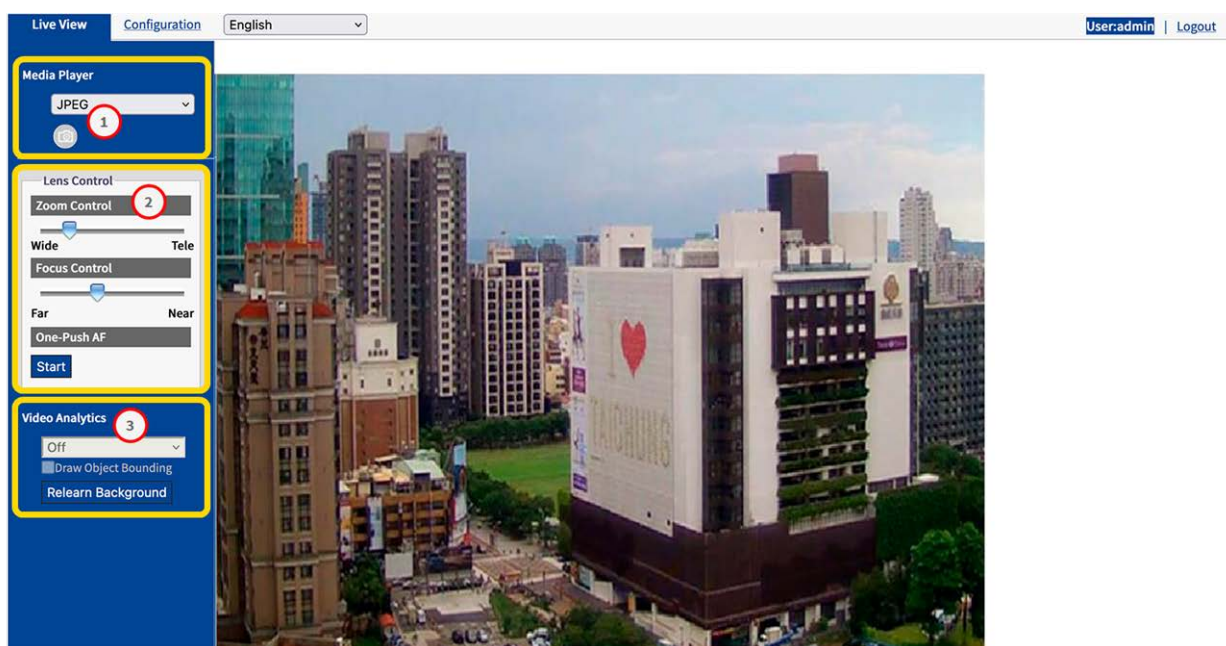 Live View Configuration English User:admin | Logout
Media Player
JPEG
1
Lens Control
Zoom Control 2
Wide Tele
Focus Control
Far Near
One-Push AF
Start
Video Analytics 3
Off
Draw Object Bounding
Relearn Background
I
TAICHUNG